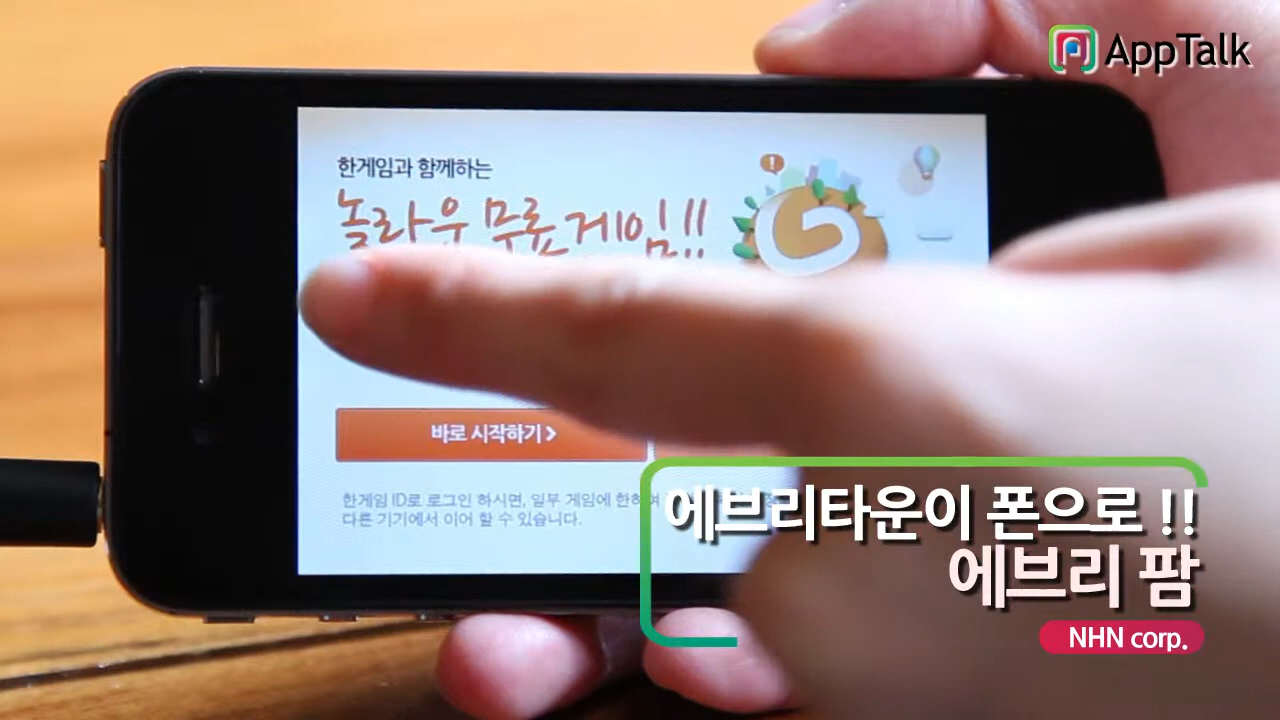 AppTalk
한게임과 함께하는
놀라운 무료 게임!!
바로 시작하기 >
한게임 ID로 로그인 하시면, 일부 게임에 한하여
다른 기기에서 이어 할 수 있습니다.
에브리타운이 폰으로 !!
에브리 팜
NHN corp.